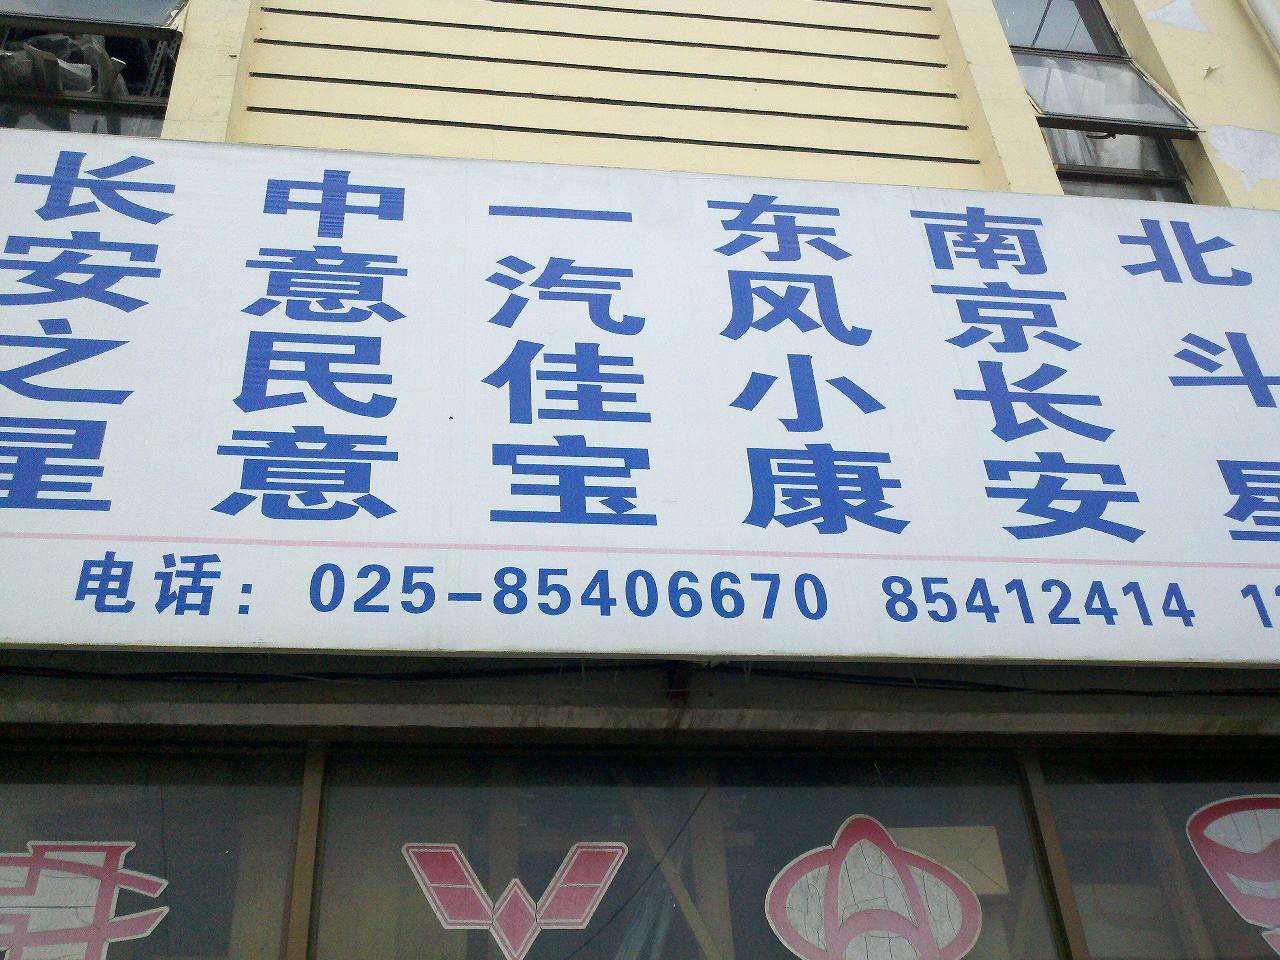 长安之星
中意民意
一汽佳宝
东风小康
南京长安
北斗星
电话：025-85406670 85412414